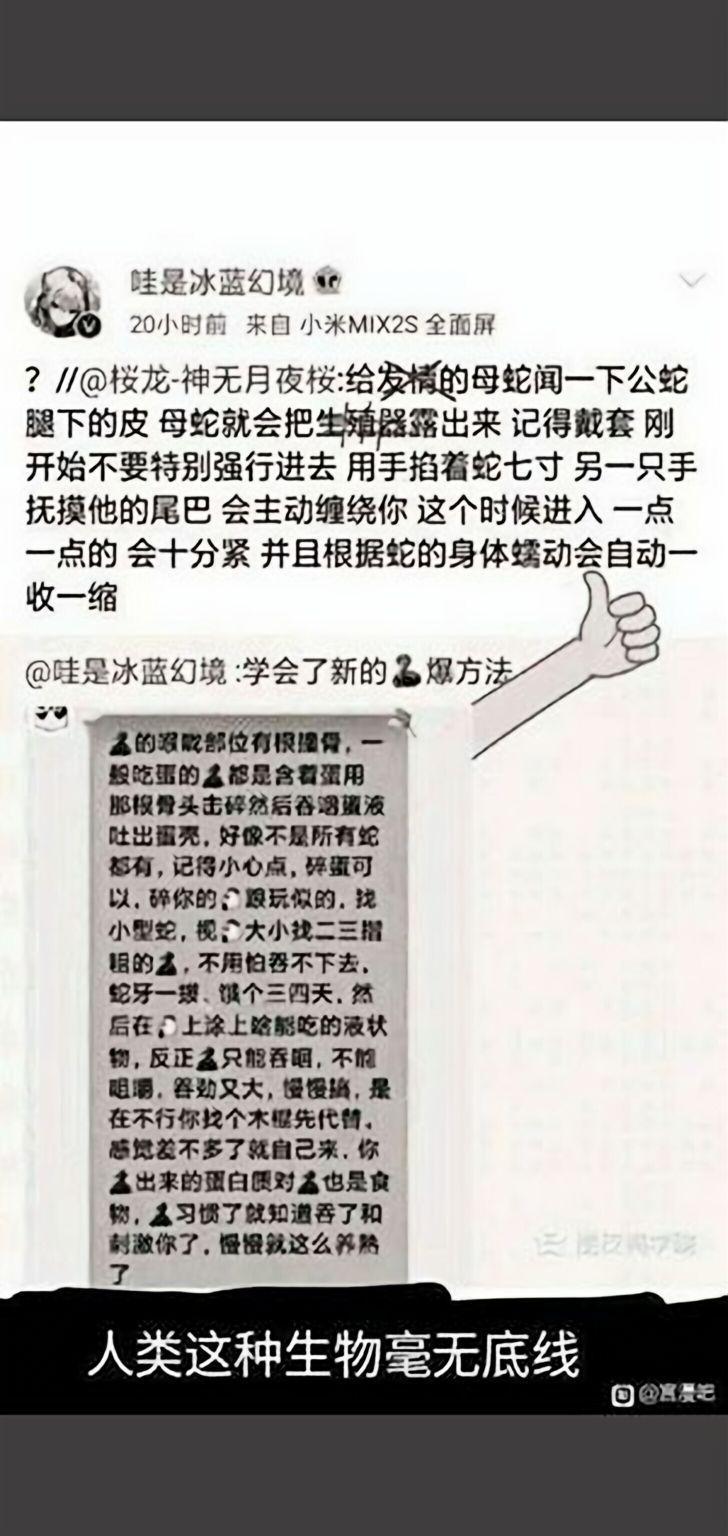 哇是冰蓝幻境
20小时前 来自 小米MIX2S 全面屏
? //@桜龙-神无月夜桜:给发情的母蛇闻一下公蛇
腿下的皮 母蛇就会把生殖器露出来 记得戴套 刚
开始不要特别强行进去 用手掐着蛇七寸 另一只手
抚摸他的尾巴 会主动缠绕你 这个时候进入 一点
一点的 会十分紧 并且根据蛇的身体蠕动会自动一
收一缩
@哇是冰蓝幻境 :学会了新的🐍爆方法
🐍的喉咙部位有根撞骨，一
般吃蛋的🐍都是含着蛋用
那根骨头击碎然后吞咽蛋液
吐出蛋壳，好像不是所有蛇
都有，记得小心点，碎蛋可
以，碎你的🐔跟玩似的，找
小型蛇，视🐔大小找二三指
粗的🐍，不用怕吞不下去，
蛇牙一拔、饿个三四天，然
后在🐔上涂上啥能吃的液状
物，反正🐍只能吞咽，不能
咀嚼，吞劲又大，慢慢搞，是
在不行你找个木棍先代替，
感觉差不多了就自己来，你
🐍出来的蛋白质对🐍也是食
物，🐍习惯了就知道吞了和
刺激你了，慢慢就这么养熟
了
人类这种生物毫无底线
@宫漫吧